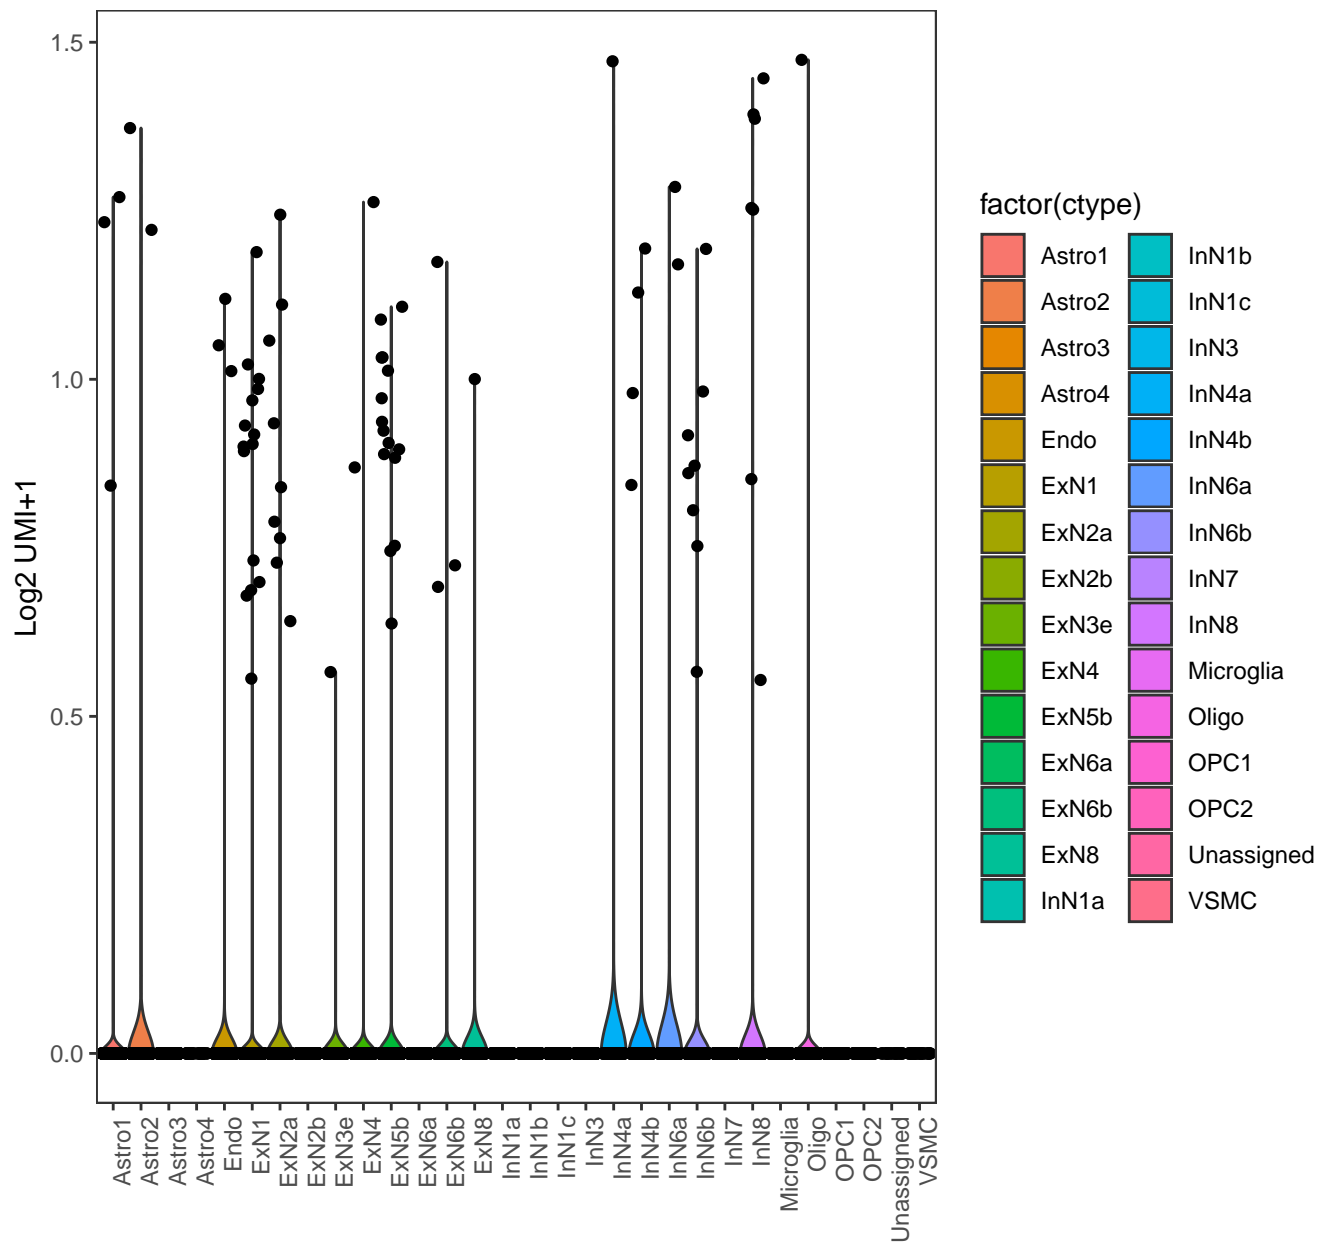 1.5
1.0
0.5
0.0
Log2 UMI+1
Astro1
Astro2
Astro3
Astro4
Endo
ExN1
ExN2a
ExN2b
ExN3e
ExN4
ExN5b
ExN6a
ExN6b
ExN8
InN1a
InN1b
InN1c
InN3
InN4a
InN4b
InN6a
InN6b
InN7
InN8
Microglia
Oligo
OPC1
OPC2
Unassigned
VSMC
factor(ctype)
Astro1
Astro2
Astro3
Astro4
Endo
ExN1
ExN2a
ExN2b
ExN3e
ExN4
ExN5b
ExN6a
ExN6b
ExN8
InN1a
InN1b
InN1c
InN3
InN4a
InN4b
InN6a
InN6b
InN7
InN8
Microglia
Oligo
OPC1
OPC2
Unassigned
VSMC